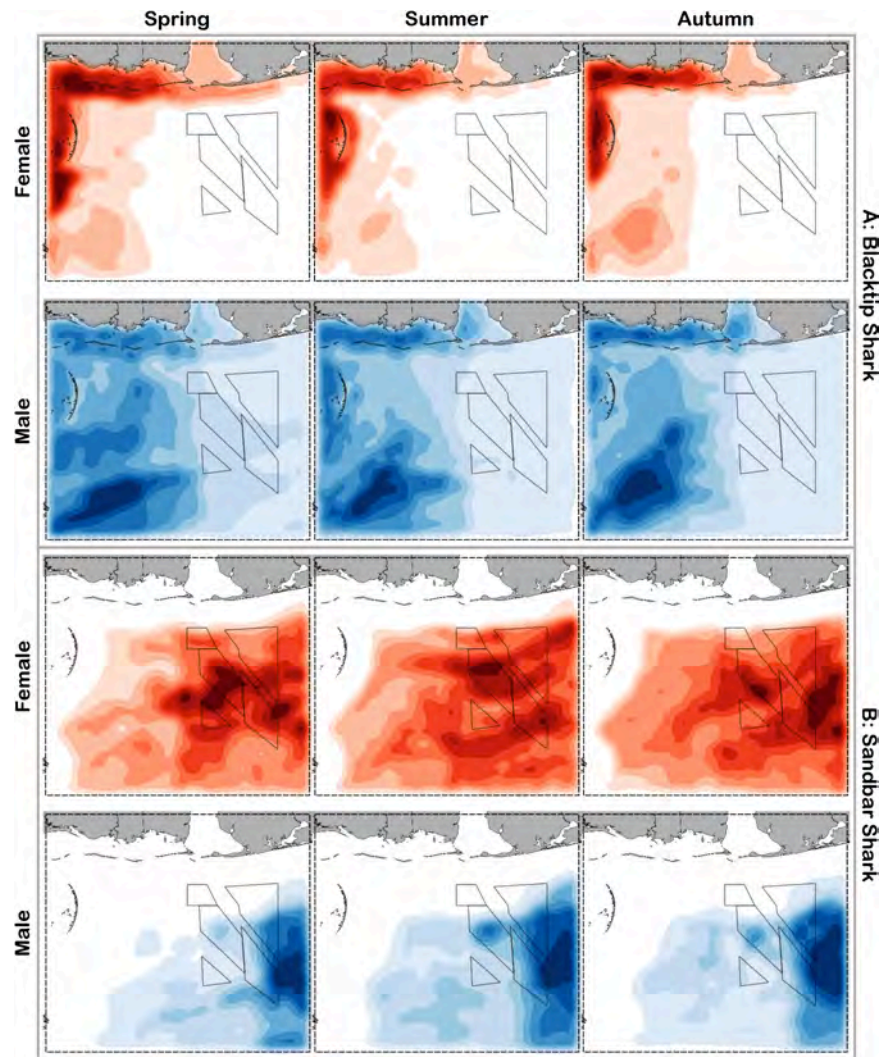 Spring
Summer
Autumn
Female
Male
A: Blacktip Shark
Female
Male
B: Sandbar Shark